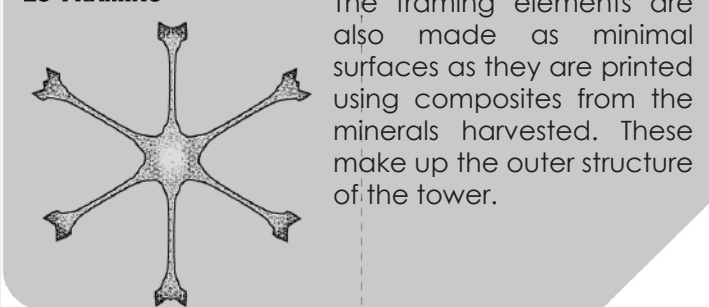 The framing elements are
also made as minimal
surfaces as they are printed
using composites from the
minerals harvested. These
make up the outer structure
of the tower.